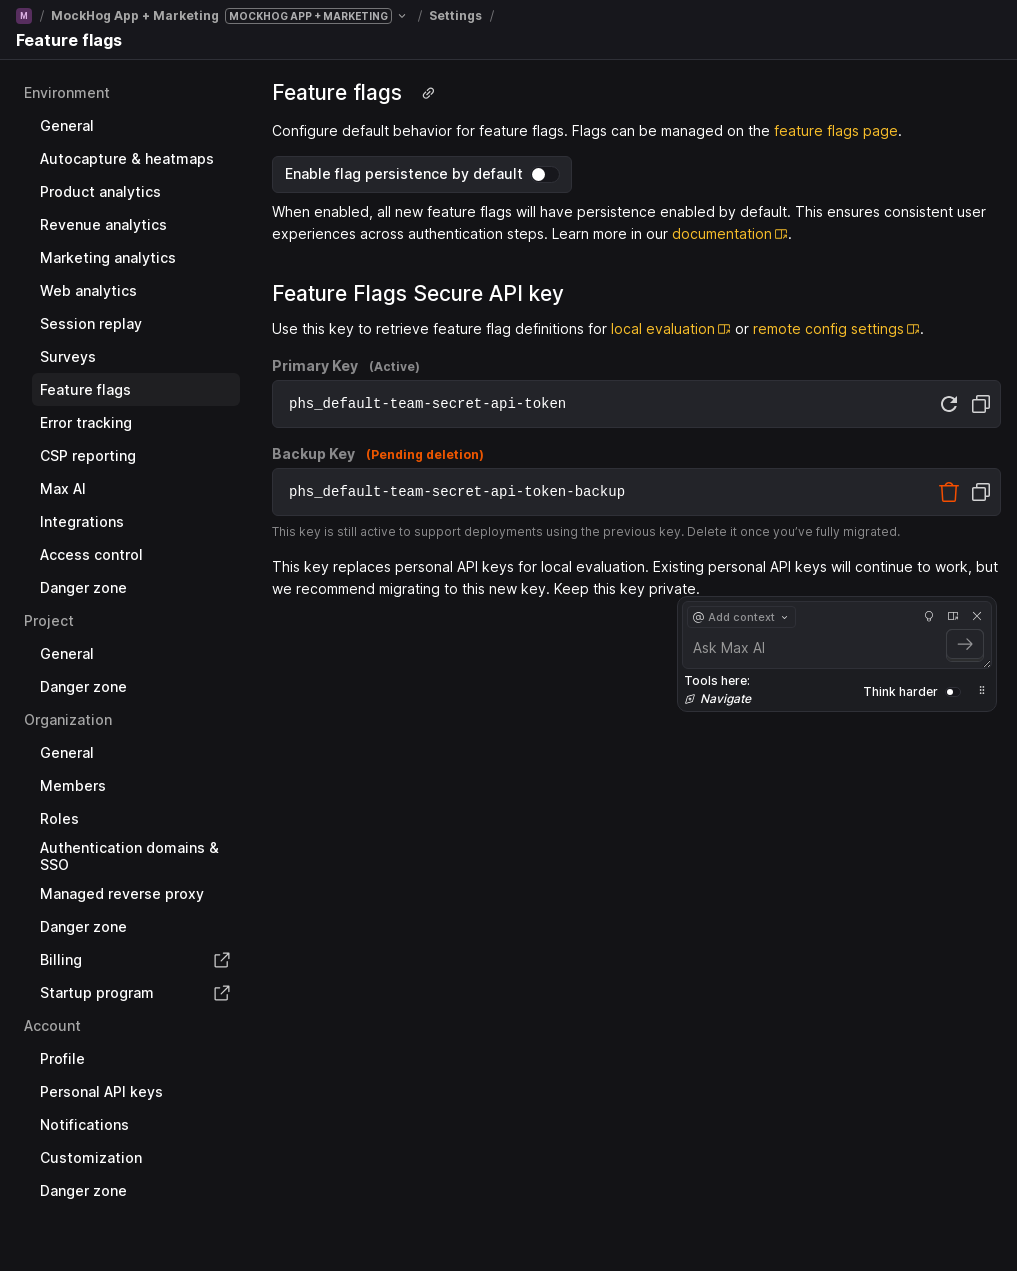 M / MockHog App + Marketing MOCKHOG APP + MARKETING / Settings /
Feature flags
Environment
General
Autocapture & heatmaps
Product analytics
Revenue analytics
Marketing analytics
Web analytics
Session replay
Surveys
Feature flags
Error tracking
CSP reporting
Max AI
Integrations
Access control
Danger zone
Project
General
Danger zone
Organization
General
Members
Roles
Authentication domains &
SSO
Managed reverse proxy
Danger zone
Billing
Startup program
Account
Profile
Personal API keys
Notifications
Customization
Danger zone
Feature flags
Configure default behavior for feature flags. Flags can be managed on the feature flags page.
Enable flag persistence by default
When enabled, all new feature flags will have persistence enabled by default. This ensures consistent user
experiences across authentication steps. Learn more in our documentation.
Feature Flags Secure API key
Use this key to retrieve feature flag definitions for local evaluation or remote config settings.
Primary Key (Active)
phs_default-team-secret-api-token
Backup Key (Pending deletion)
phs_default-team-secret-api-token-backup
This key is still active to support deployments using the previous key. Delete it once you’ve fully migrated.
This key replaces personal API keys for local evaluation. Existing personal API keys will continue to work, but
we recommend migrating to this new key. Keep this key private.
@ Add context
Ask Max AI
Tools here:
Navigate
Think harder